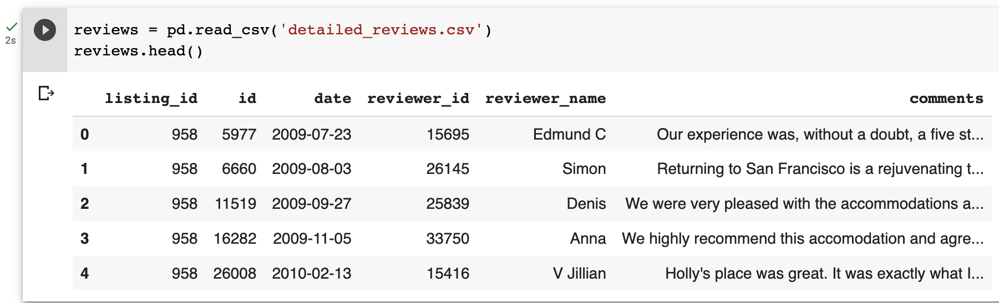 reviews = pd.read_csv('detailed_reviews.csv')
2s
reviews.head()
listing_id id date reviewer_id reviewer_name comments
0 958 5977 2009-07-23 15695 Edmund C Our experience was, without a doubt, a five st...
1 958 6660 2009-08-03 26145 Simon Returning to San Francisco is a rejuvenating t...
2 958 11519 2009-09-27 25839 Denis We were very pleased with the accommodations a...
3 958 16282 2009-11-05 33750 Anna We highly recommend this accomodation and agre...
4 958 26008 2010-02-13 15416 V Jillian Holly's place was great. It was exactly what I...